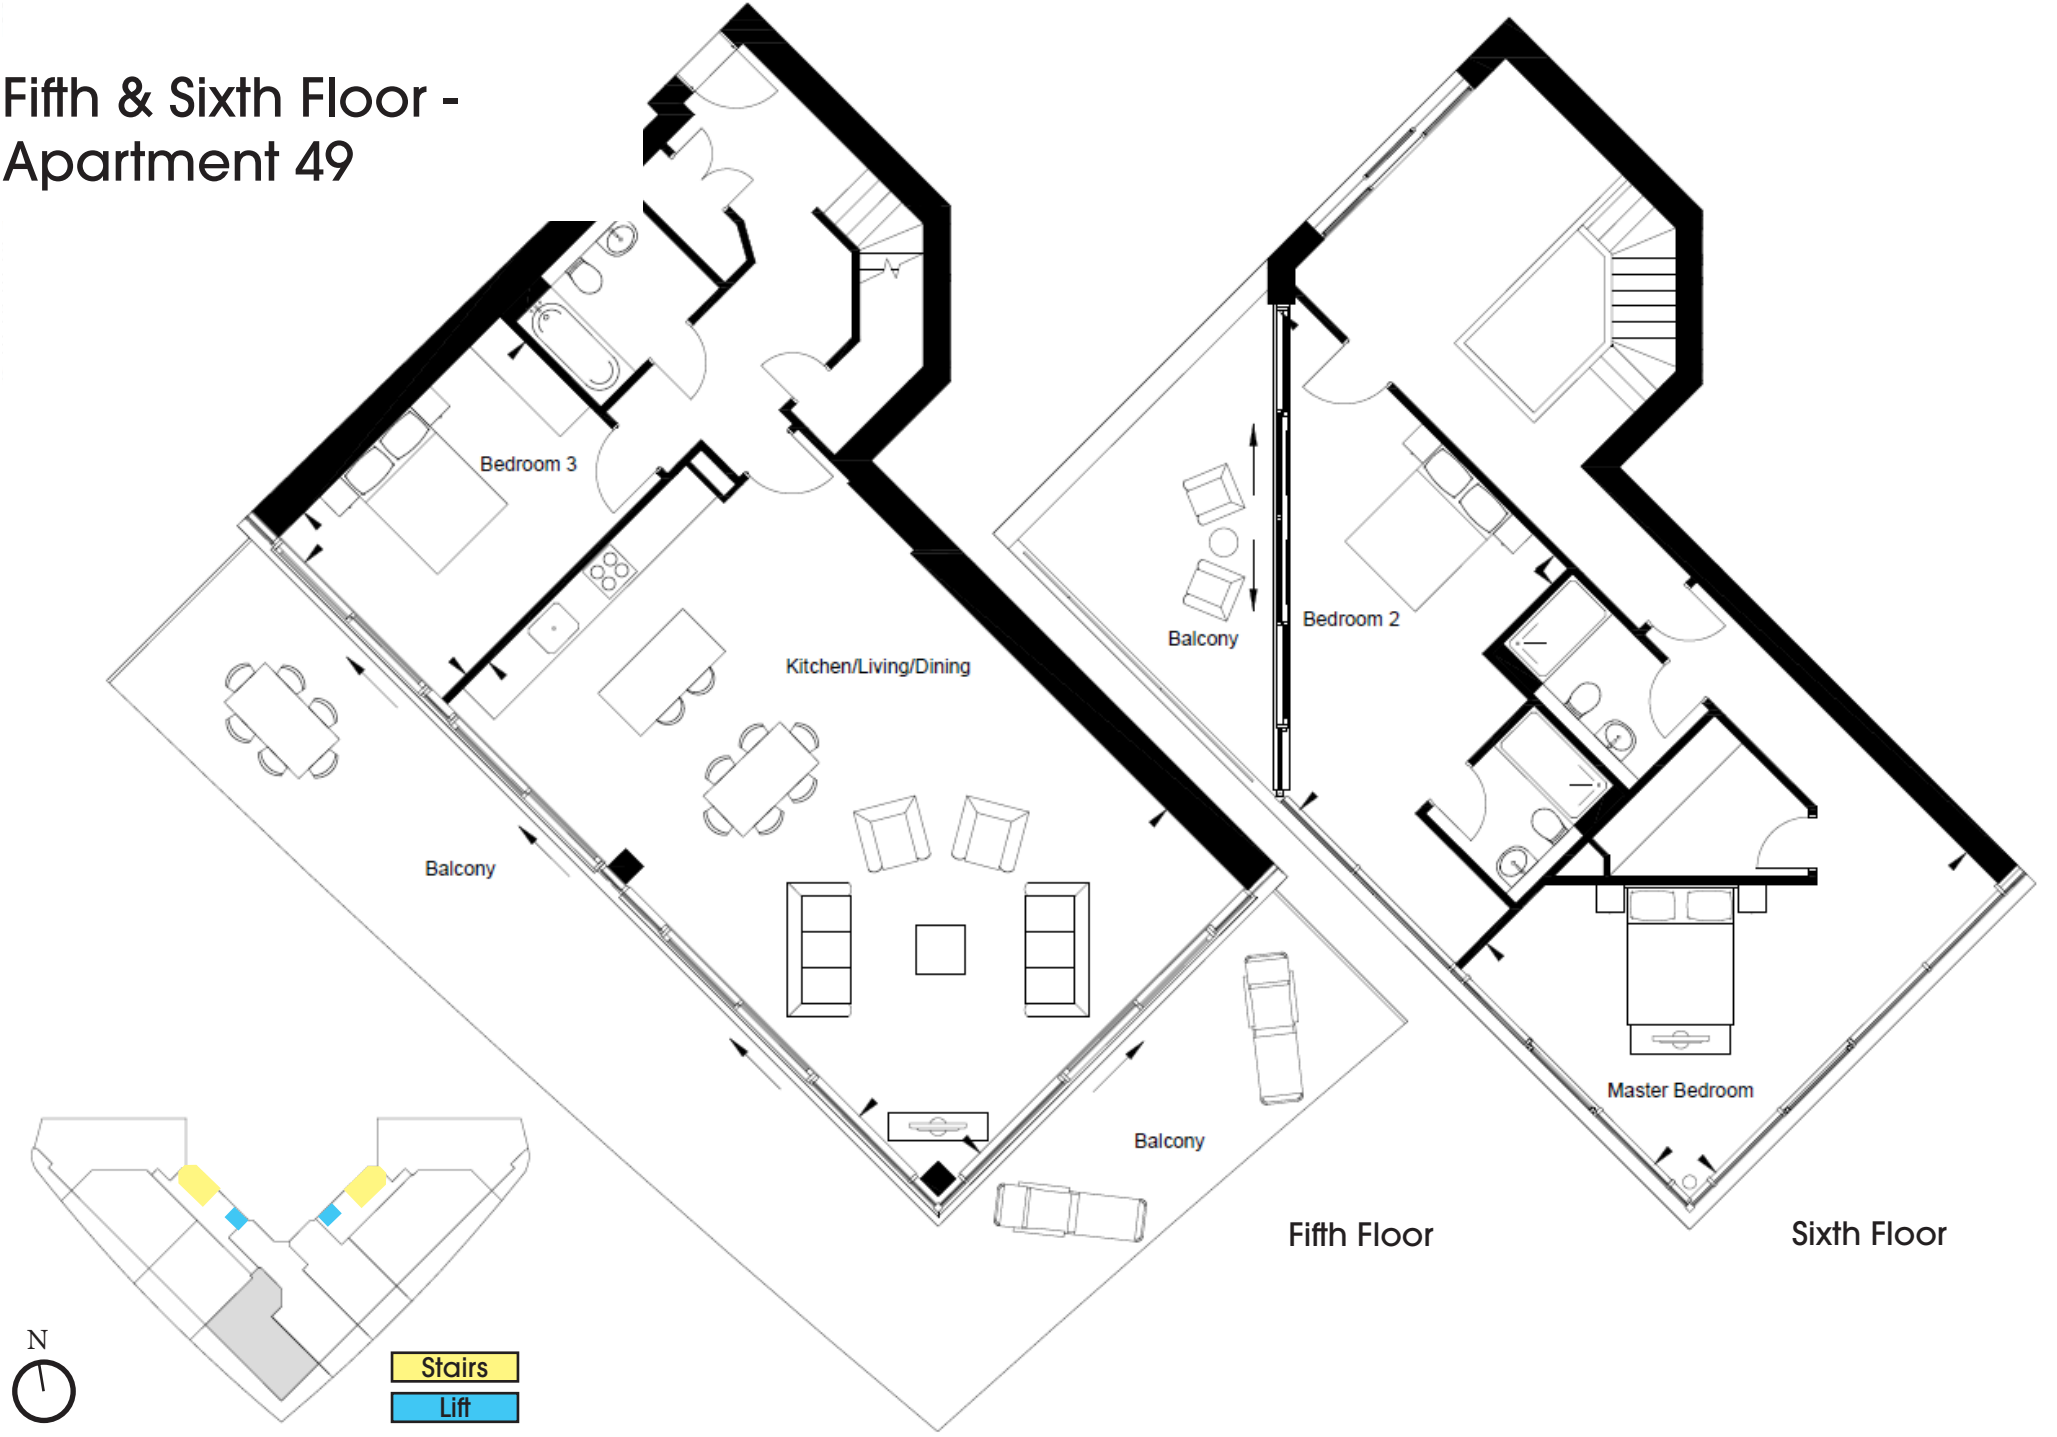 Fifth & Sixth Floor -
Apartment 49
Bedroom 3
Kitchen/Living/Dining
Balcony
Balcony
Fifth Floor
Balcony
Bedroom 2
Master Bedroom
Sixth Floor
N
Stairs
Lift